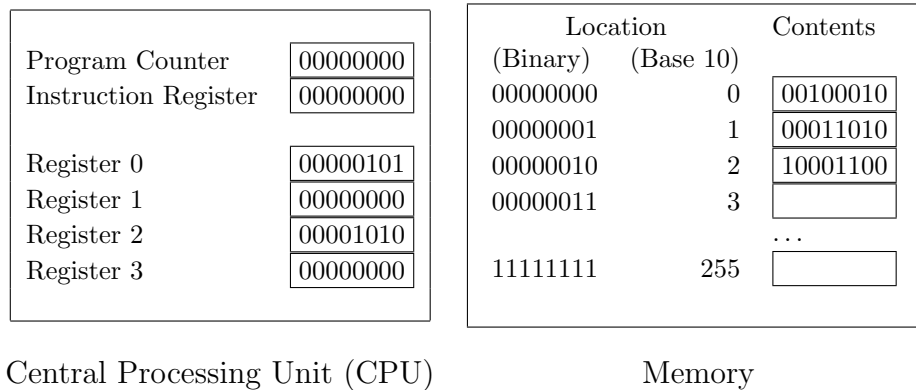 Program Counter 00000000
Instruction Register 00000000
Register 0 00000101
Register 1 00000000
Register 2 00001010
Register 3 00000000
Central Processing Unit (CPU)
Location Contents
(Binary) (Base 10)
00000000 0 00100010
00000001 1 00011010
00000010 2 10001100
00000011 3
...
11111111 255
Memory